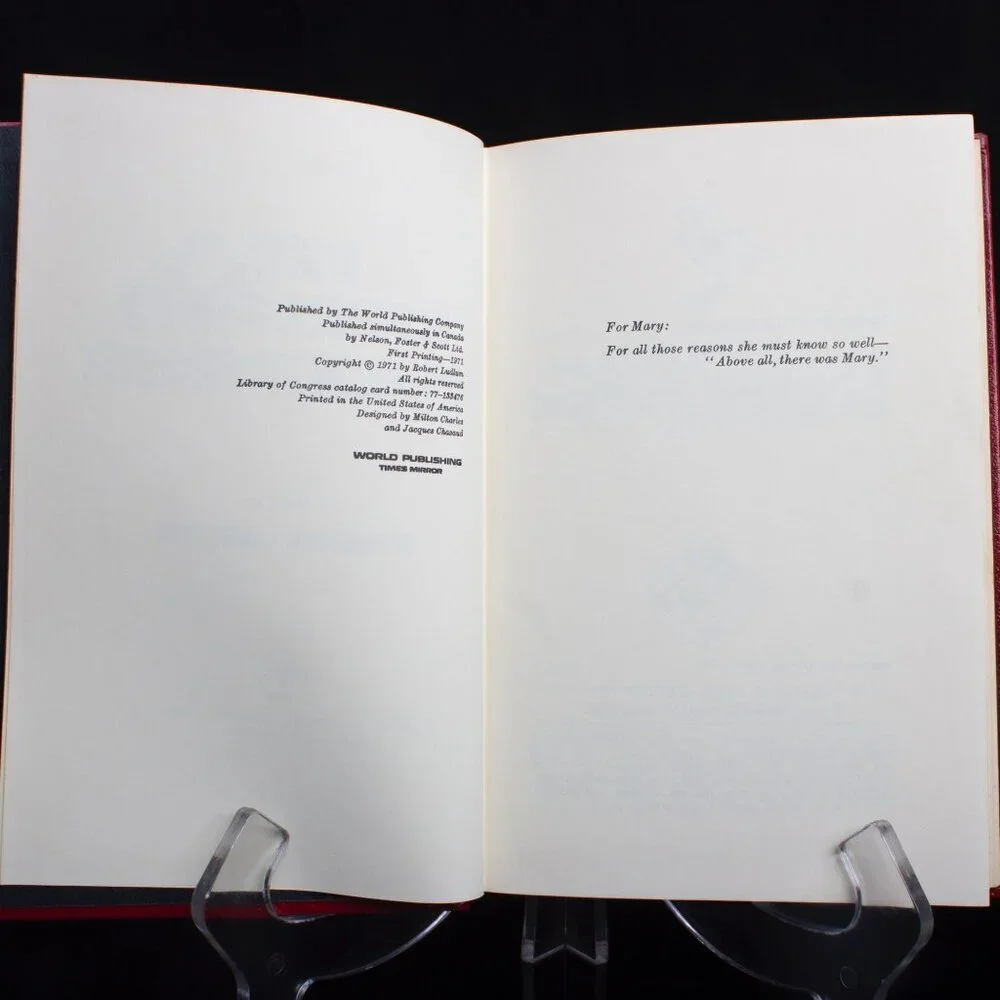 Published by The World Publishing Company
Published simultaneously in Canada
by Nelson, Foster & Scott Ltd.
First Printing—1971
Copyright © 1971 by Robert Ludlum
All rights reserved
Library of Congress catalog card number: 77-133476
Printed in the United States of America
Designed by Milton Charles
and Jacques Chazaud
WORLD PUBLISHING
TIMES MIRROR
For Mary:
For all those reasons she must know so well—
“Above all, there was Mary.”